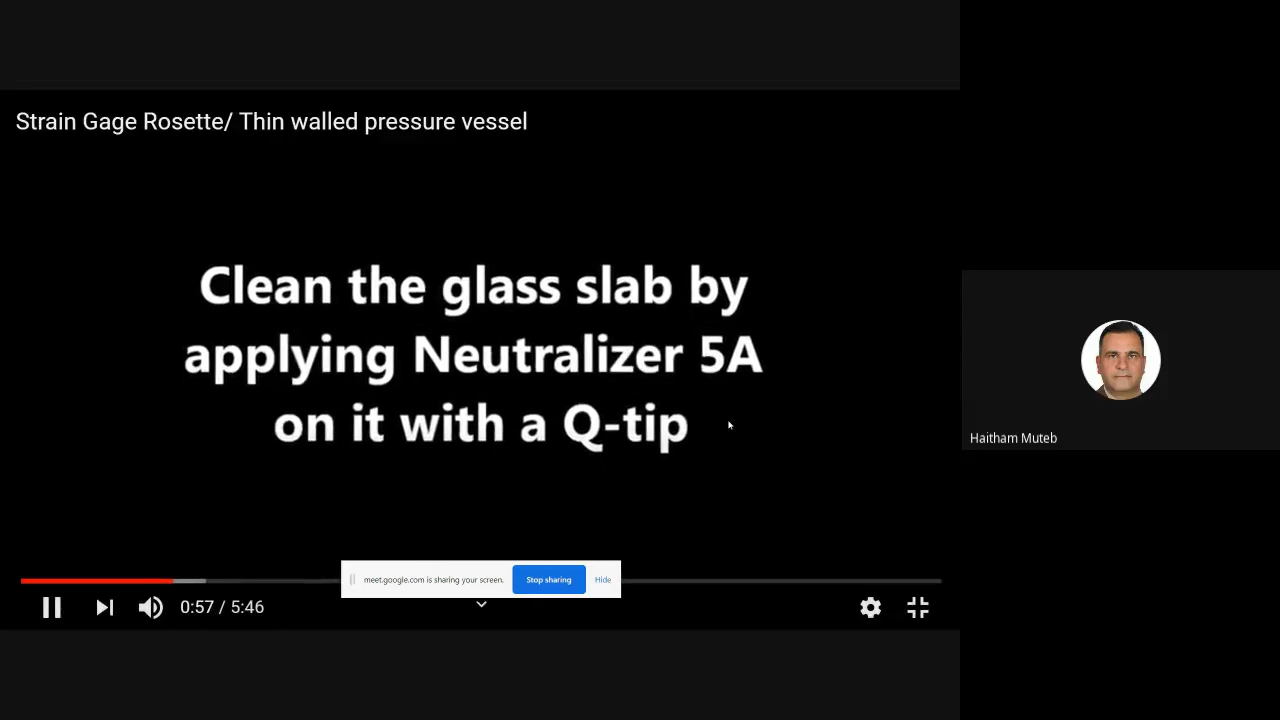 Strain Gage Rosette/ Thin walled pressure vessel
Clean the glass slab by
applying Neutralizer 5A
on it with a Q-tip
Haitham Muteb
meet.google.com is sharing your screen.
Stop sharing
Hide
0:57 / 5:46